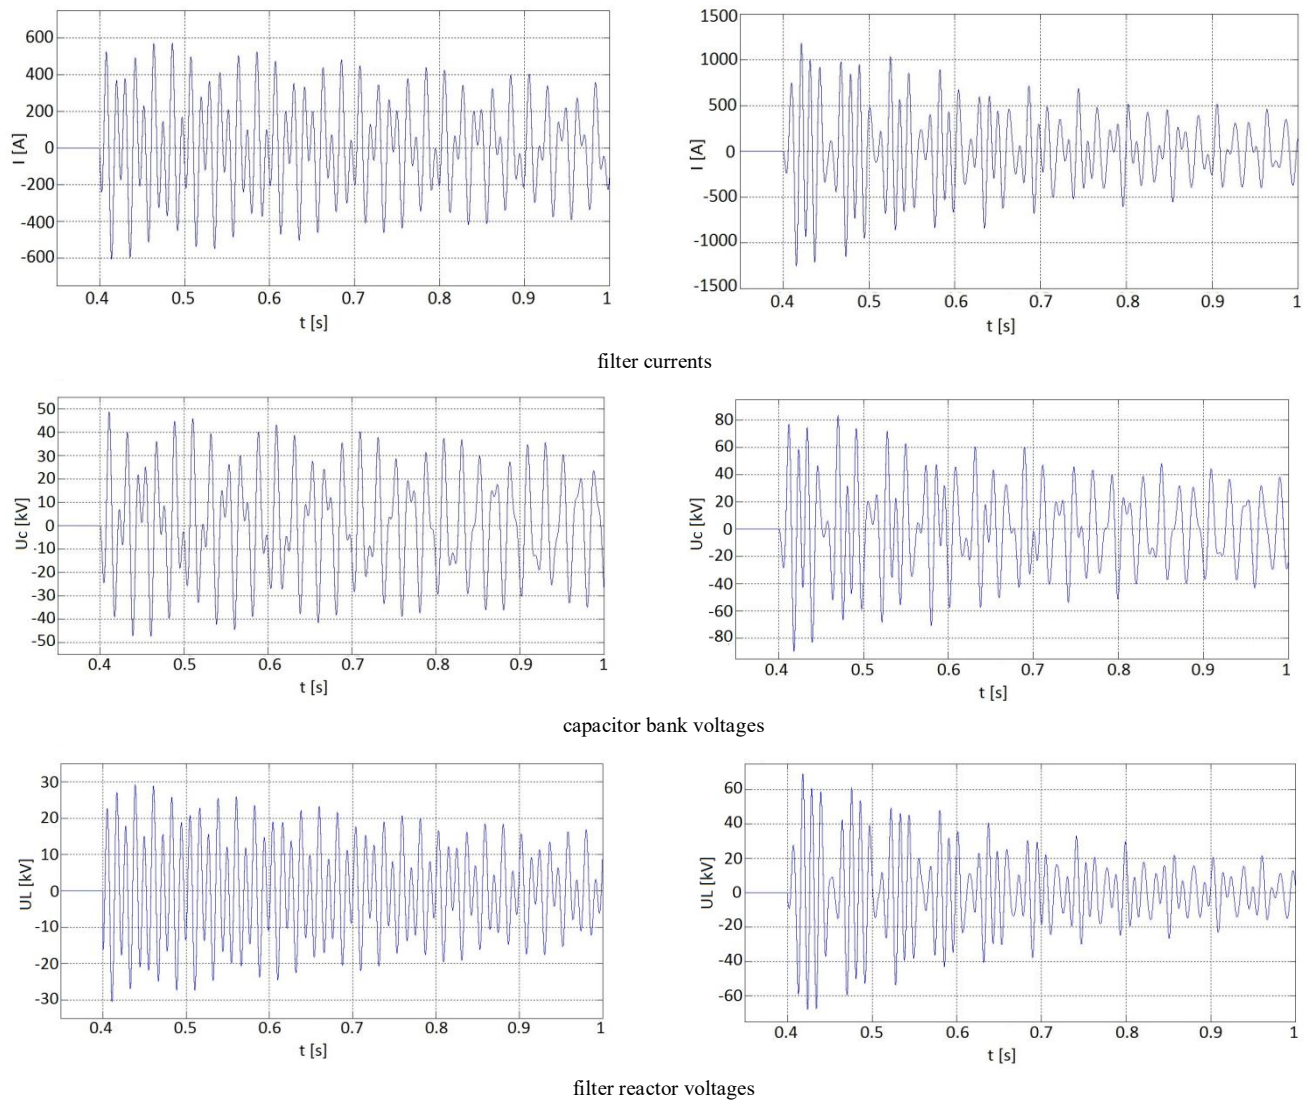 600
400
200
0
-200
-400
-600
I [A]
0.4 0.5 0.6 0.7 0.8 0.9 1
t [s]
1500
1000
500
0
-500
-1000
-1500
I [A]
0.4 0.5 0.6 0.7 0.8 0.9 1
t [s]
filter currents
50
40
30
20
10
0
-10
-20
-30
-40
-50
Uc [kV]
0.4 0.5 0.6 0.7 0.8 0.9 1
t [s]
80
60
40
20
0
-20
-40
-60
-80
Uc [kV]
0.4 0.5 0.6 0.7 0.8 0.9 1
t [s]
capacitor bank voltages
30
20
10
0
-10
-20
-30
UL [kV]
0.4 0.5 0.6 0.7 0.8 0.9 1
t [s]
60
40
20
0
-20
-40
-60
UL [kV]
0.4 0.5 0.6 0.7 0.8 0.9 1
t [s]
filter reactor voltages